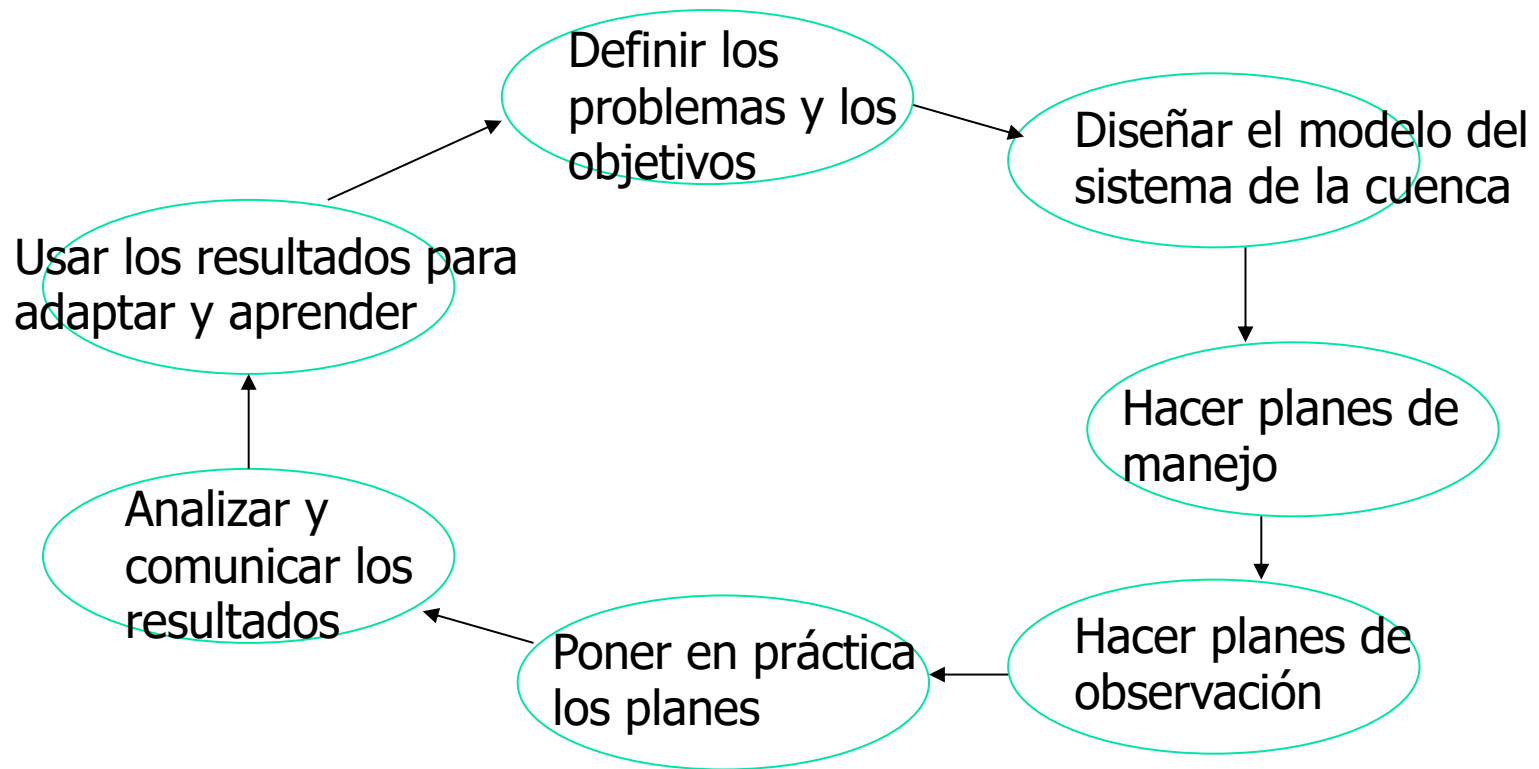 Definir los
problemas y los
objetivos
Diseñar el modelo del
sistema de la cuenca
Hacer planes de
manejo
Hacer planes de
observación
Poner en práctica
los planes
Analizar y
comunicar los
resultados
Usar los resultados para
adaptar y aprender